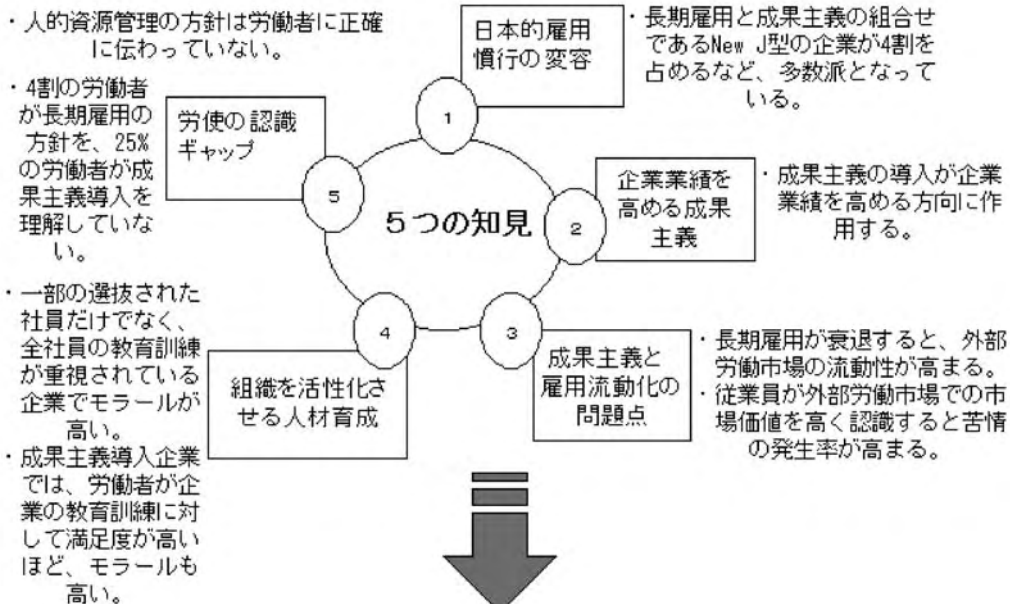 ・人的資源管理の方針は労働者に正確
に伝わっていない。
・4割の労働者
が長期雇用の
方針を、25%
の労働者が成
果主義導入を
理解していな
い。
・一部の選抜された
社員だけでなく、
全社員の教育訓練
が重視されている
企業でモラールが
高い。
・成果主義導入企業
では、労働者が企
業の教育訓練に対
して満足度が高い
ほど、モラールも
高い。
日本的雇用
慣行の変容
1
・長期雇用と成果主義の組合せ
であるNew J型の企業が4割を
占めるなど、多数派となって
いる。
労使の認識
ギャップ
5
5つの知見
2
企業業績を
高める成果
主義
・成果主義の導入が企業
業績を高める方向に作
用する。
4
組織を活性化さ
せる人材育成
3
成果主義と
雇用流動化の
問題点
・長期雇用が衰退すると、外部
労働市場の流動性が高まる。
・従業員が外部労働市場での市
場価値を高く認識すると苦情
の発生率が高まる。